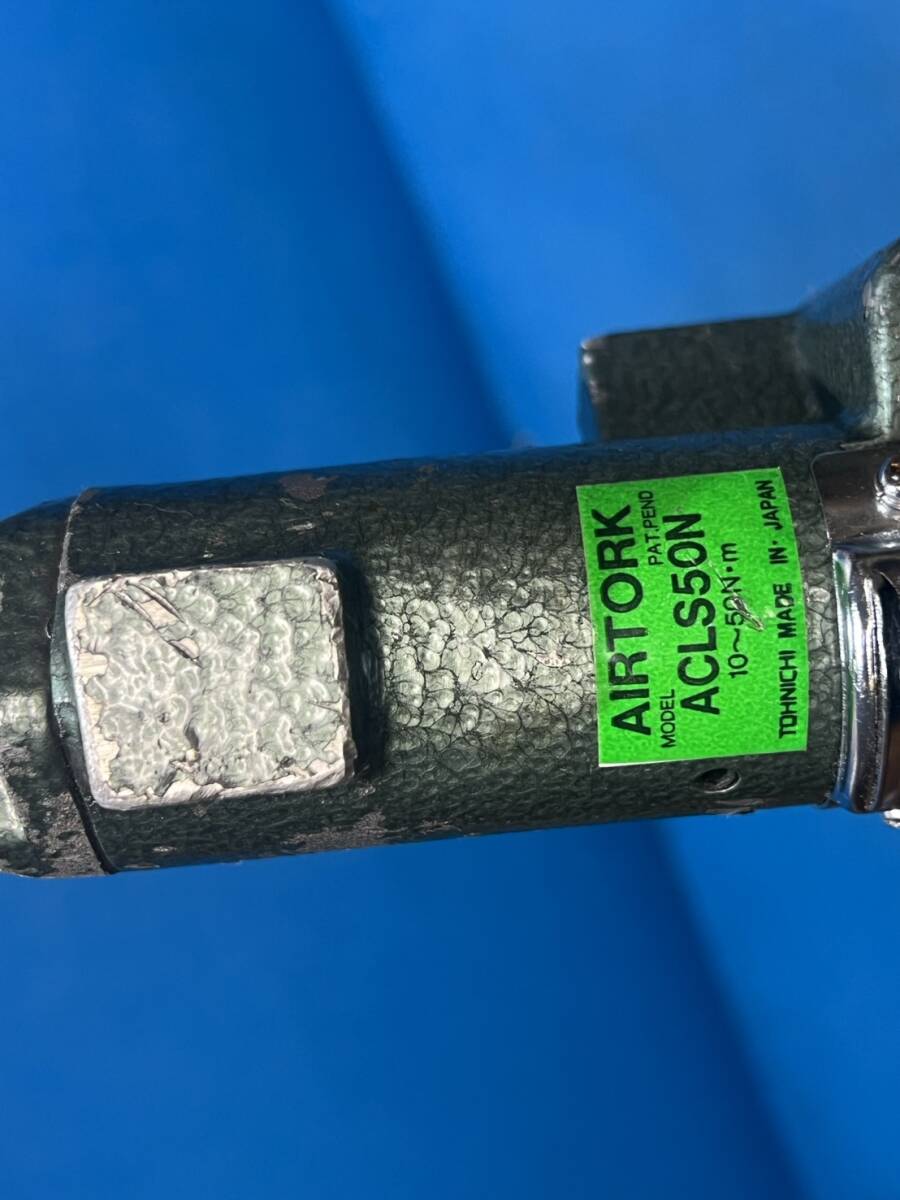 AIRTORK
PAT.PEND
MODEL ACLS50N
10~50N·m
TOHNICHI MADE IN. JAPAN